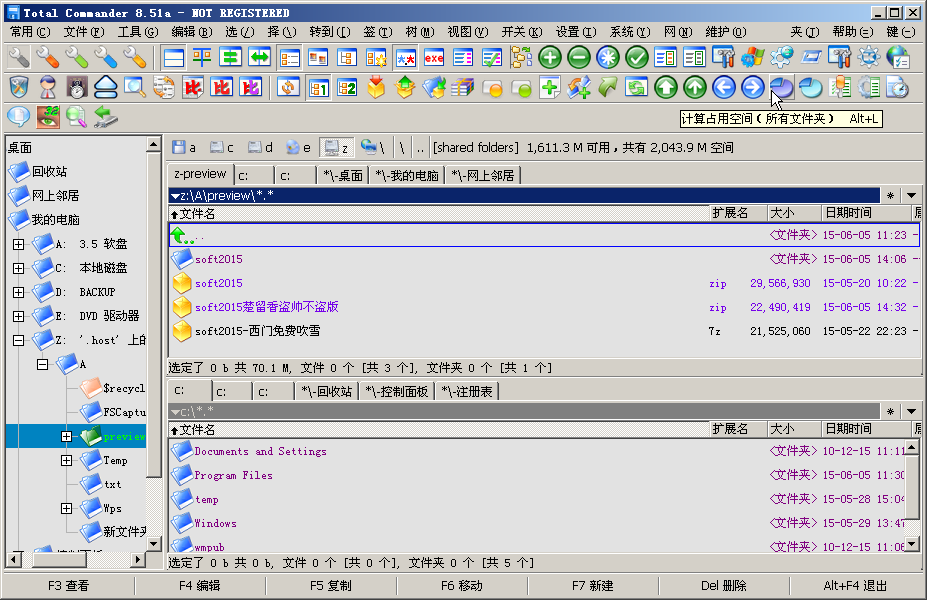 Total Commander 8.51a - NOT REGISTERED
常用(C) 文件(F) 工具(G) 编辑(B) 选(/) 择(\) 转到(L) 签(T) 树(M) 视图(V) 开关(K) 设置(I) 系统(Y) 网(N) 维护(O) 夹(T) 帮助(=) 键(-)
计算占用空间(所有文件夹) Alt+L
桌面
回收站
网上邻居
我的电脑
A: 3.5 软盘
C: 本地磁盘
D: BACKUP
E: DVD 驱动器
Z: '.host' 上的
A
$recycl
FSCaptu
preview
Temp
txt
Wps
新文件夹
a c d e z \ \ .. [shared folders] 1,611.3 M 可用,共有 2,043.9 M 空间
z-preview c: c: *\-桌面 *\-我的电脑 *\-网上邻居
▼z:\A\preview\*.* * ▼
文件名 扩展名 大小 日期时间
.. <文件夹> 15-06-05 11:23 -
soft2015 <文件夹> 15-06-05 14:06 --
soft2015 zip 29,566,930 15-05-20 10:22 -
soft2015楚留香盗帅不盗版 zip 22,490,419 15-06-05 14:32 -
soft2015-西门免费吹雪 7z 21,525,060 15-05-22 22:23 -
选定了 0 b 共 70.1 M, 文件 0 个 [共 3 个], 文件夹 0 个 [共 1 个]
c: c: c: *\-回收站 *\-控制面板 *\-注册表
▼c:\*.* * ▼
文件名 扩展名 大小 日期时间
Documents and Settings <文件夹> 10-12-15 11:11
Program Files <文件夹> 15-06-05 11:30
temp <文件夹> 15-05-28 15:04
Windows <文件夹> 15-05-29 13:47
wmpub <文件夹> 10-12-15 11:06
选定了 0 b 共 0 b, 文件 0 个 [共 0 个], 文件夹 0 个 [共 5 个]
F3 查看 F4 编辑 F5 复制 F6 移动 F7 新建 Del 删除 Alt+F4 退出